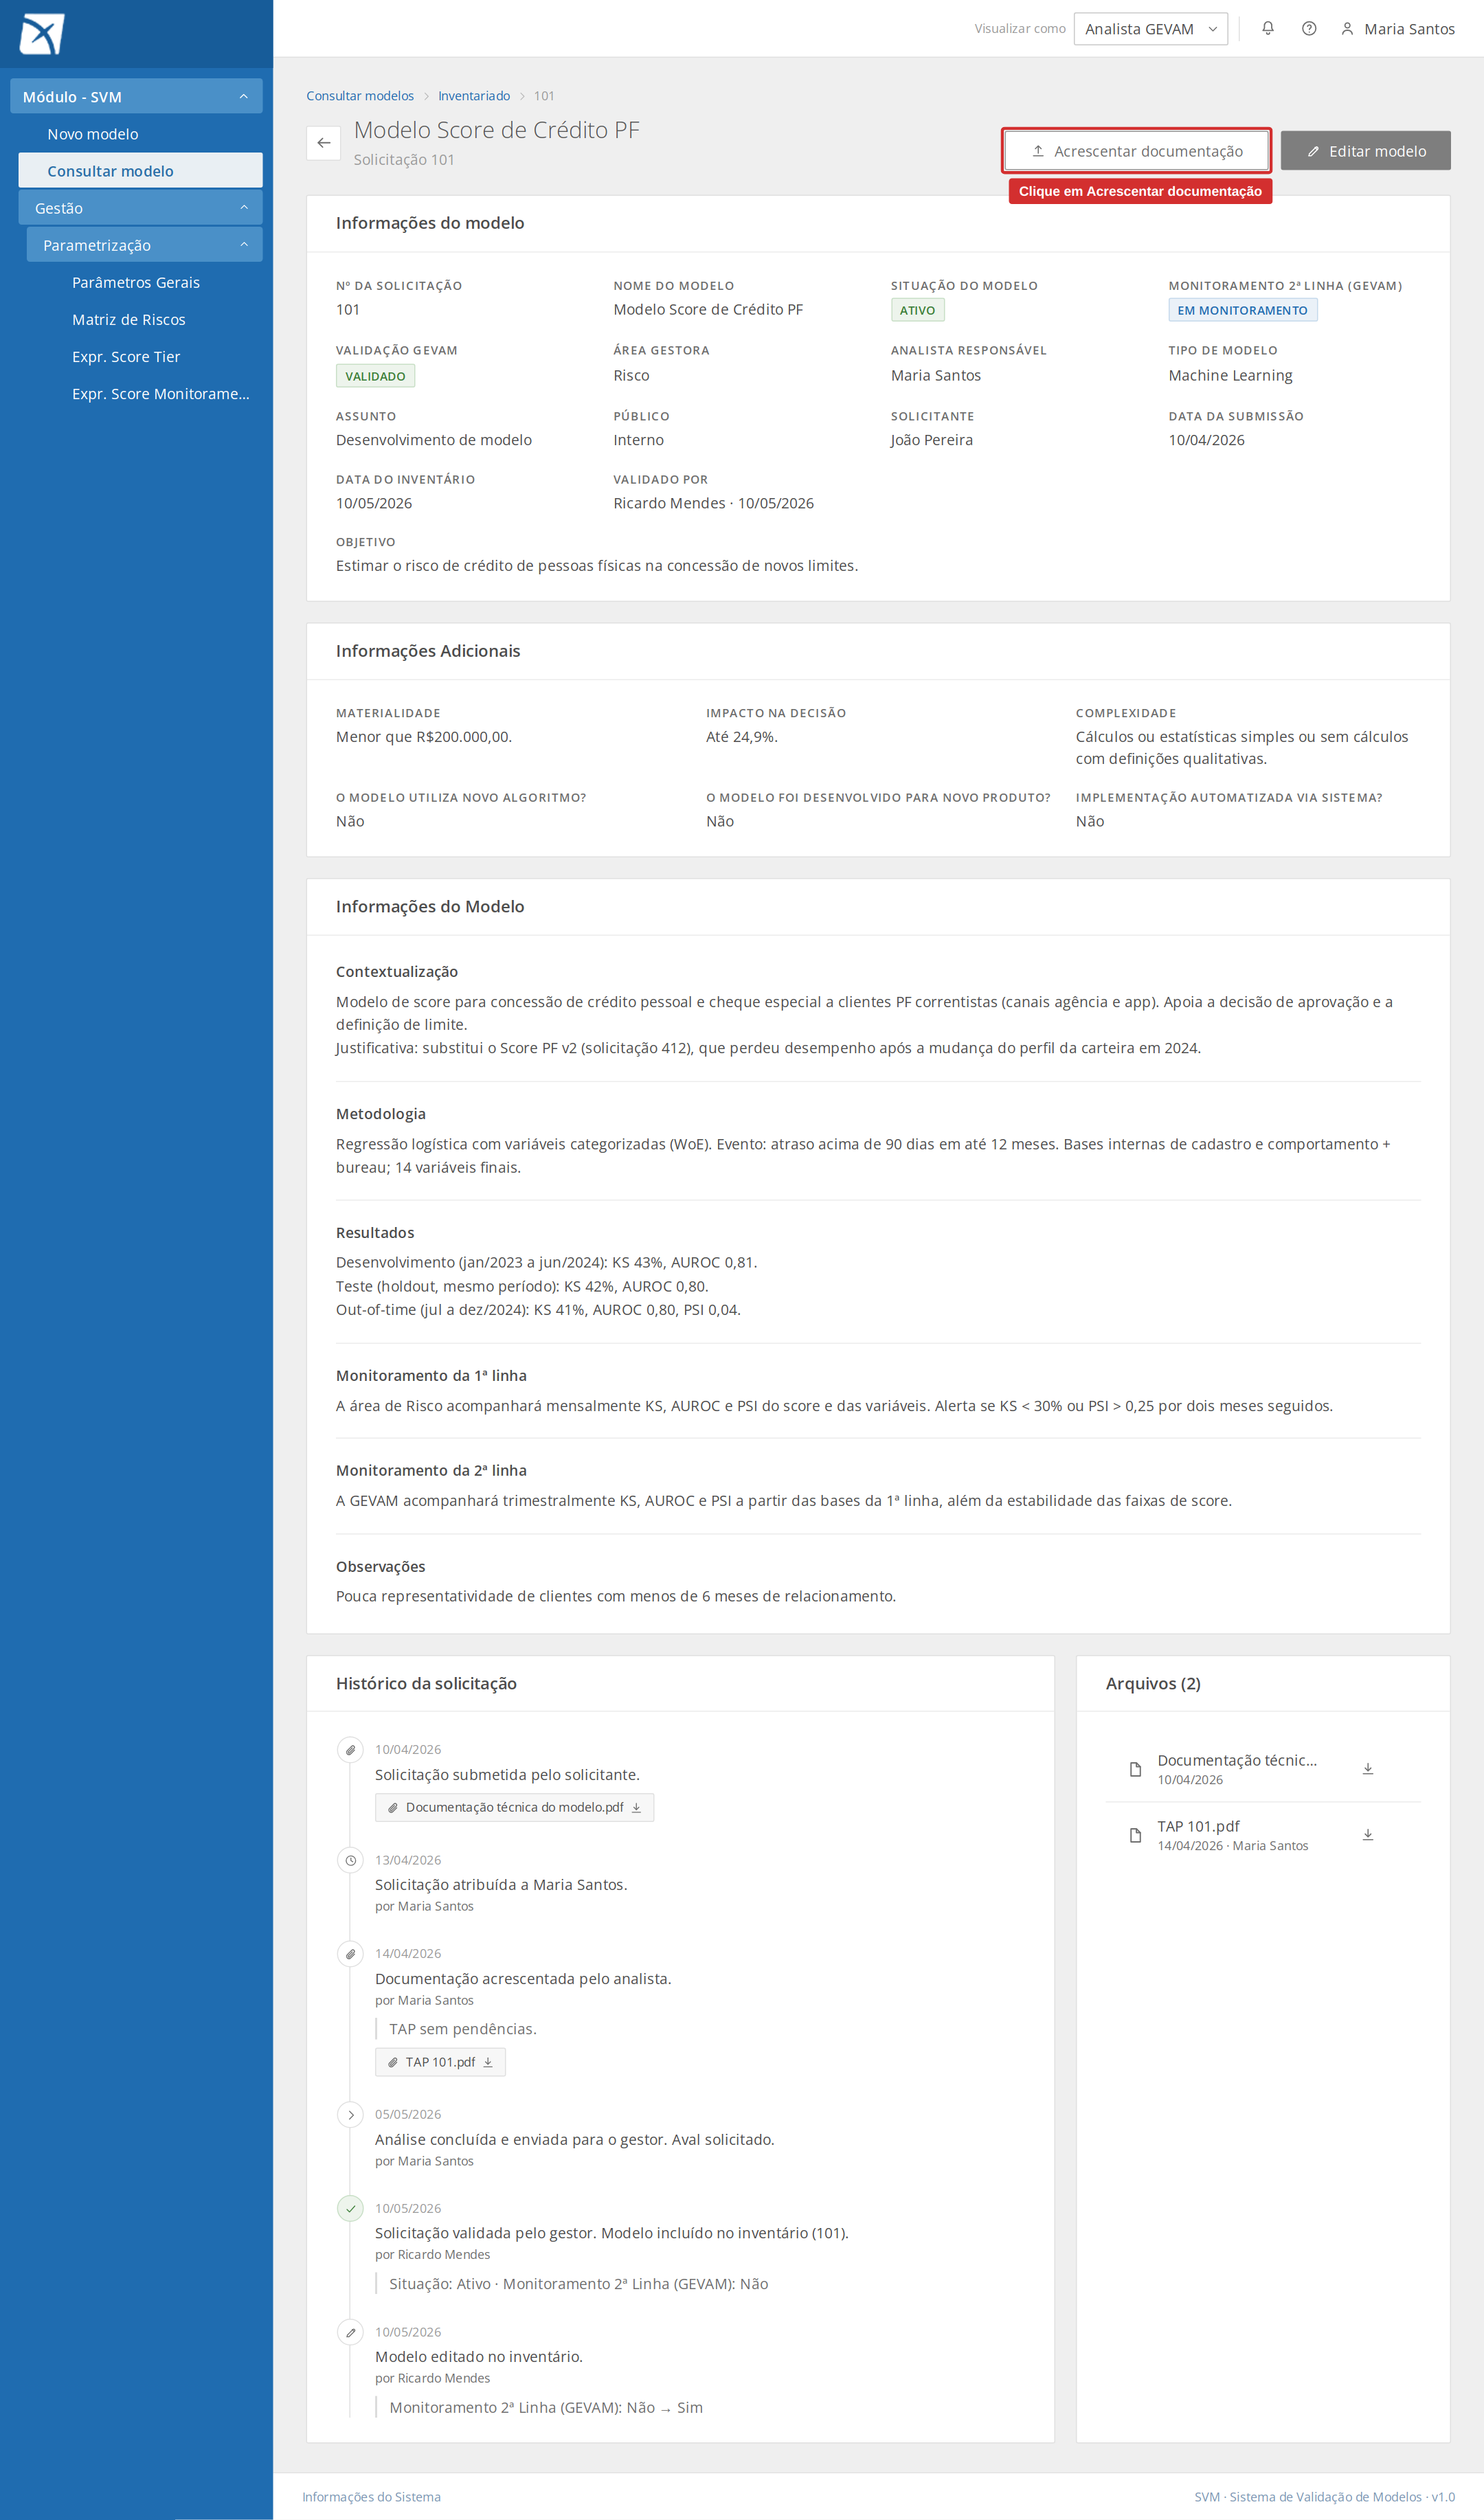 Visualizar como
Analista GEVAM
Maria Santos
Módulo - SVM
Novo modelo
Consultar modelo
Gestão
Parametrização
Parâmetros Gerais
Matriz de Riscos
Expr. Score Tier
Expr. Score Monitorame...
Consultar modelos > Inventariado > 101
Modelo Score de Crédito PF
Solicitação 101
Acrescentar documentação
Editar modelo
Clique em Acrescentar documentação
Informações do modelo
Nº DA SOLICITAÇÃO
101
NOME DO MODELO
Modelo Score de Crédito PF
SITUAÇÃO DO MODELO
ATIVO
MONITORAMENTO 2ª LINHA (GEVAM)
EM MONITORAMENTO
VALIDAÇÃO GEVAM
VALIDADO
ÁREA GESTORA
Risco
ANALISTA RESPONSÁVEL
Maria Santos
TIPO DE MODELO
Machine Learning
ASSUNTO
Desenvolvimento de modelo
PÚBLICO
Interno
SOLICITANTE
João Pereira
DATA DA SUBMISSÃO
10/04/2026
DATA DO INVENTÁRIO
10/05/2026
VALIDADO POR
Ricardo Mendes · 10/05/2026
OBJETIVO
Estimar o risco de crédito de pessoas físicas na concessão de novos limites.
Informações Adicionais
MATERIALIDADE
Menor que R$200.000,00.
IMPACTO NA DECISÃO
Até 24,9%.
COMPLEXIDADE
Cálculos ou estatísticas simples ou sem cálculos
com definições qualitativas.
O MODELO UTILIZA NOVO ALGORITMO?
Não
O MODELO FOI DESENVOLVIDO PARA NOVO PRODUTO?
Não
IMPLEMENTAÇÃO AUTOMATIZADA VIA SISTEMA?
Não
Informações do Modelo
Contextualização
Modelo de score para concessão de crédito pessoal e cheque especial a clientes PF correntistas (canais agência e app). Apoia a decisão de aprovação e a
definição de limite.
Justificativa: substitui o Score PF v2 (solicitação 412), que perdeu desempenho após a mudança do perfil da carteira em 2024.
Metodologia
Regressão logística com variáveis categorizadas (WoE). Evento: atraso acima de 90 dias em até 12 meses. Bases internas de cadastro e comportamento +
bureau; 14 variáveis finais.
Resultados
Desenvolvimento (jan/2023 a jun/2024): KS 43%, AUROC 0,81.
Teste (holdout, mesmo período): KS 42%, AUROC 0,80.
Out-of-time (jul a dez/2024): KS 41%, AUROC 0,80, PSI 0,04.
Monitoramento da 1ª linha
A área de Risco acompanhará mensalmente KS, AUROC e PSI do score e das variáveis. Alerta se KS < 30% ou PSI > 0,25 por dois meses seguidos.
Monitoramento da 2ª linha
A GEVAM acompanhará trimestralmente KS, AUROC e PSI a partir das bases da 1ª linha, além da estabilidade das faixas de score.
Observações
Pouca representatividade de clientes com menos de 6 meses de relacionamento.
Histórico da solicitação
10/04/2026
Solicitação submetida pelo solicitante.
Documentação técnica do modelo.pdf
13/04/2026
Solicitação atribuída a Maria Santos.
por Maria Santos
14/04/2026
Documentação acrescentada pelo analista.
por Maria Santos
TAP sem pendências.
TAP 101.pdf
05/05/2026
Análise concluída e enviada para o gestor. Aval solicitado.
por Maria Santos
10/05/2026
Solicitação validada pelo gestor. Modelo incluído no inventário (101).
por Ricardo Mendes
Situação: Ativo · Monitoramento 2ª Linha (GEVAM): Não
10/05/2026
Modelo editado no inventário.
por Ricardo Mendes
Monitoramento 2ª Linha (GEVAM): Não → Sim
Arquivos (2)
Documentação técnic...
10/04/2026
TAP 101.pdf
14/04/2026 · Maria Santos
Informações do Sistema
SVM · Sistema de Validação de Modelos · v1.0